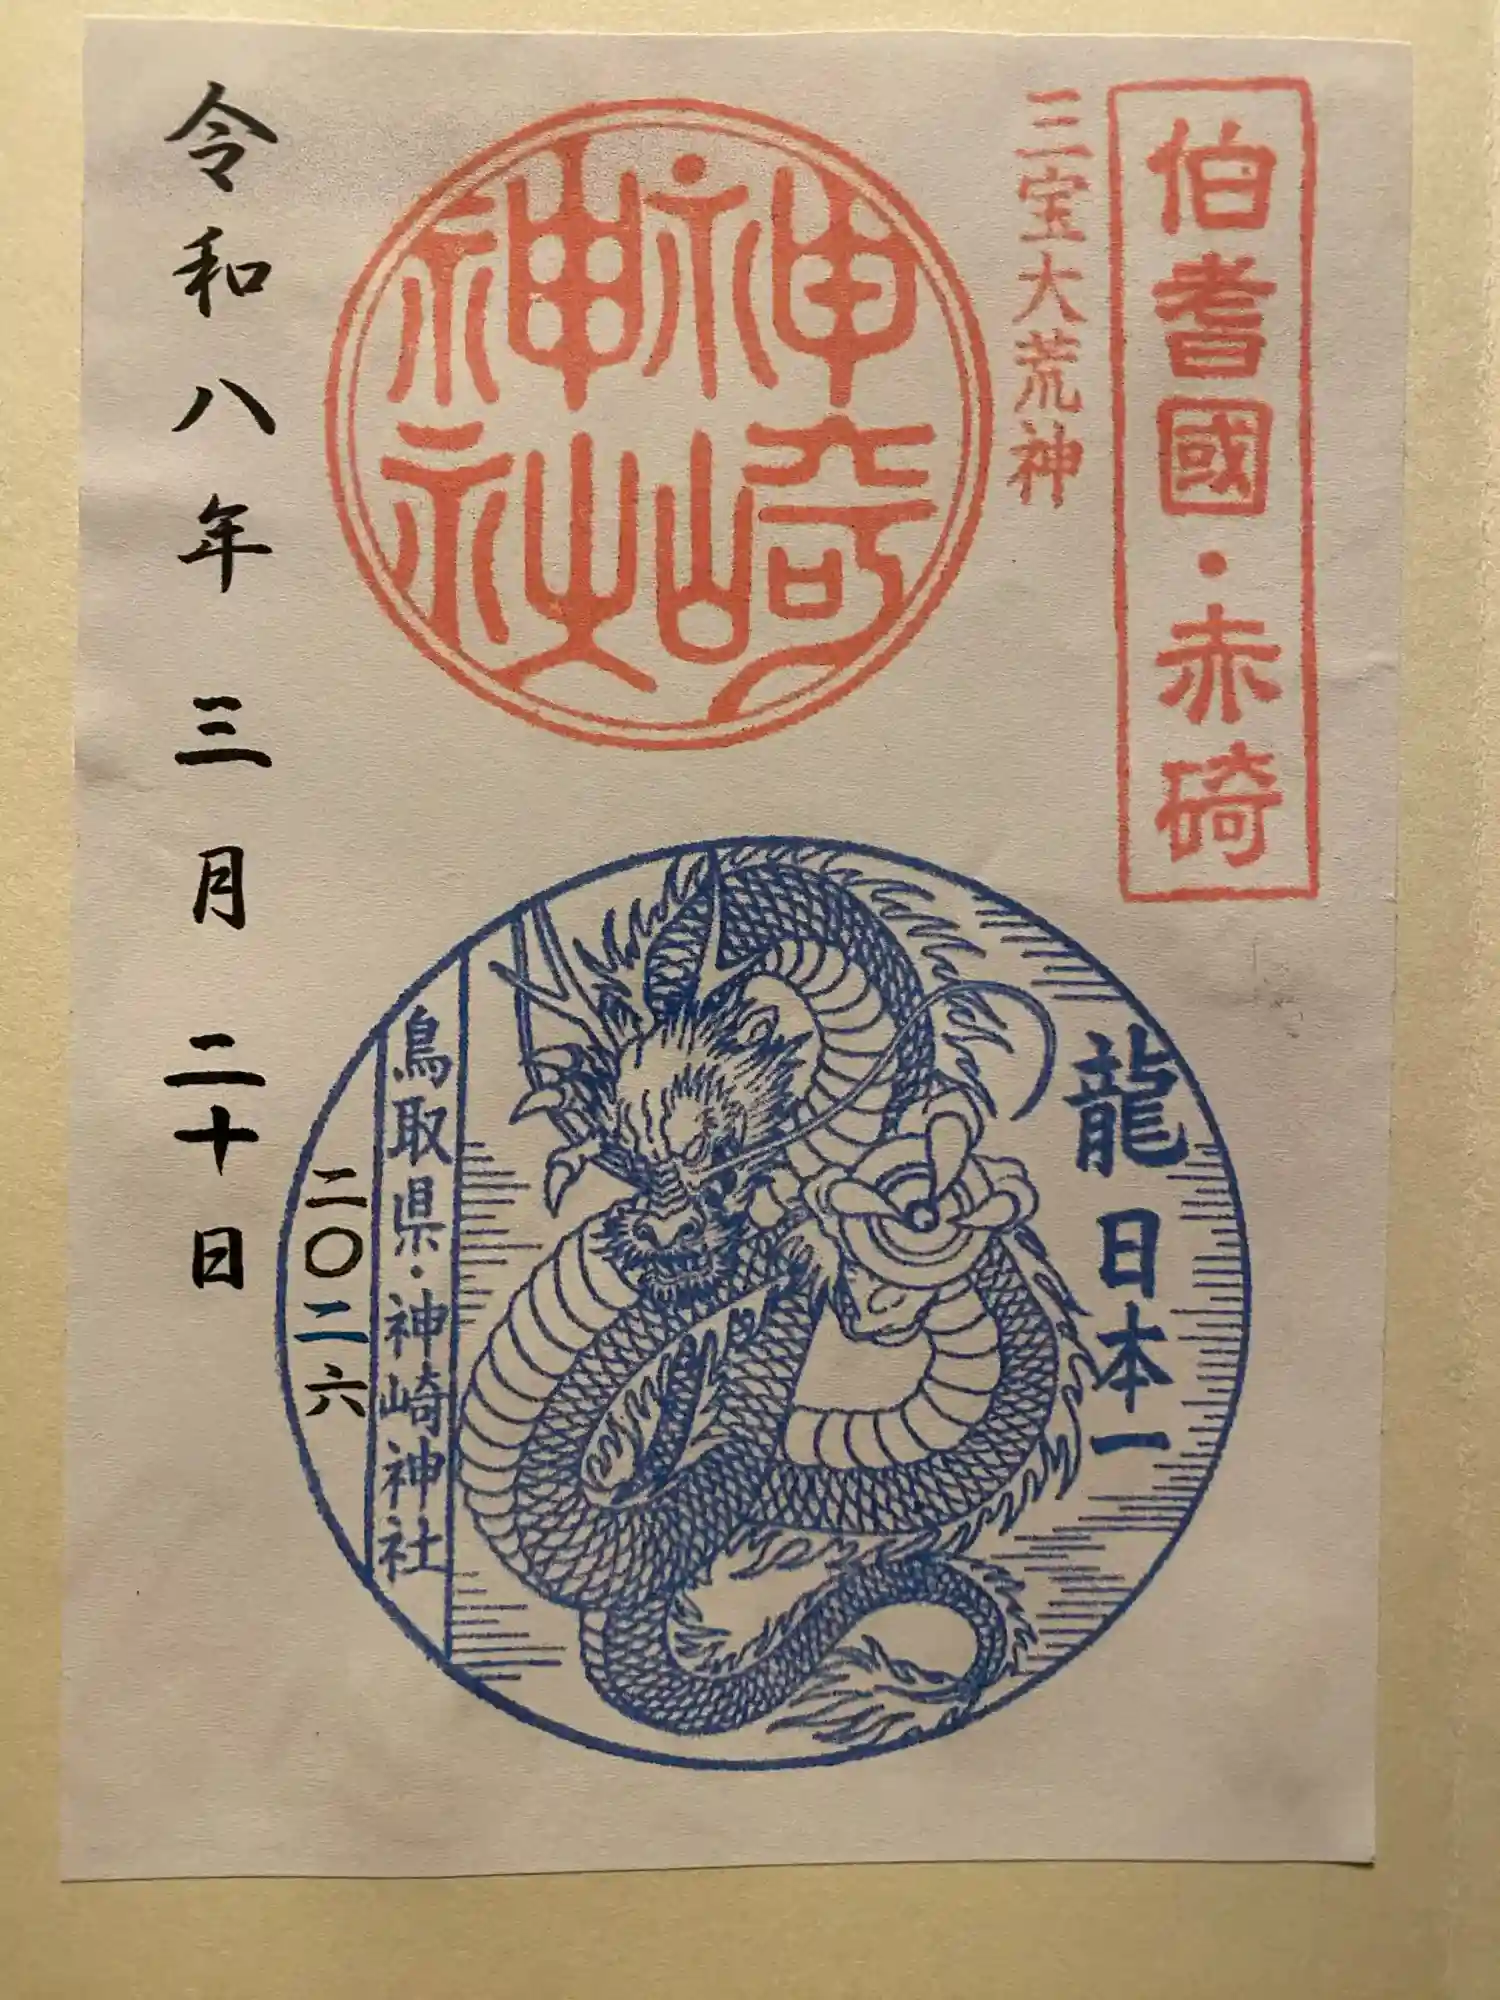 伯耆國・赤碕
三宝大荒神
神崎
神社
令和八年 三月 二十日
龍 日本一
鳥取県・神崎神社
二〇二六